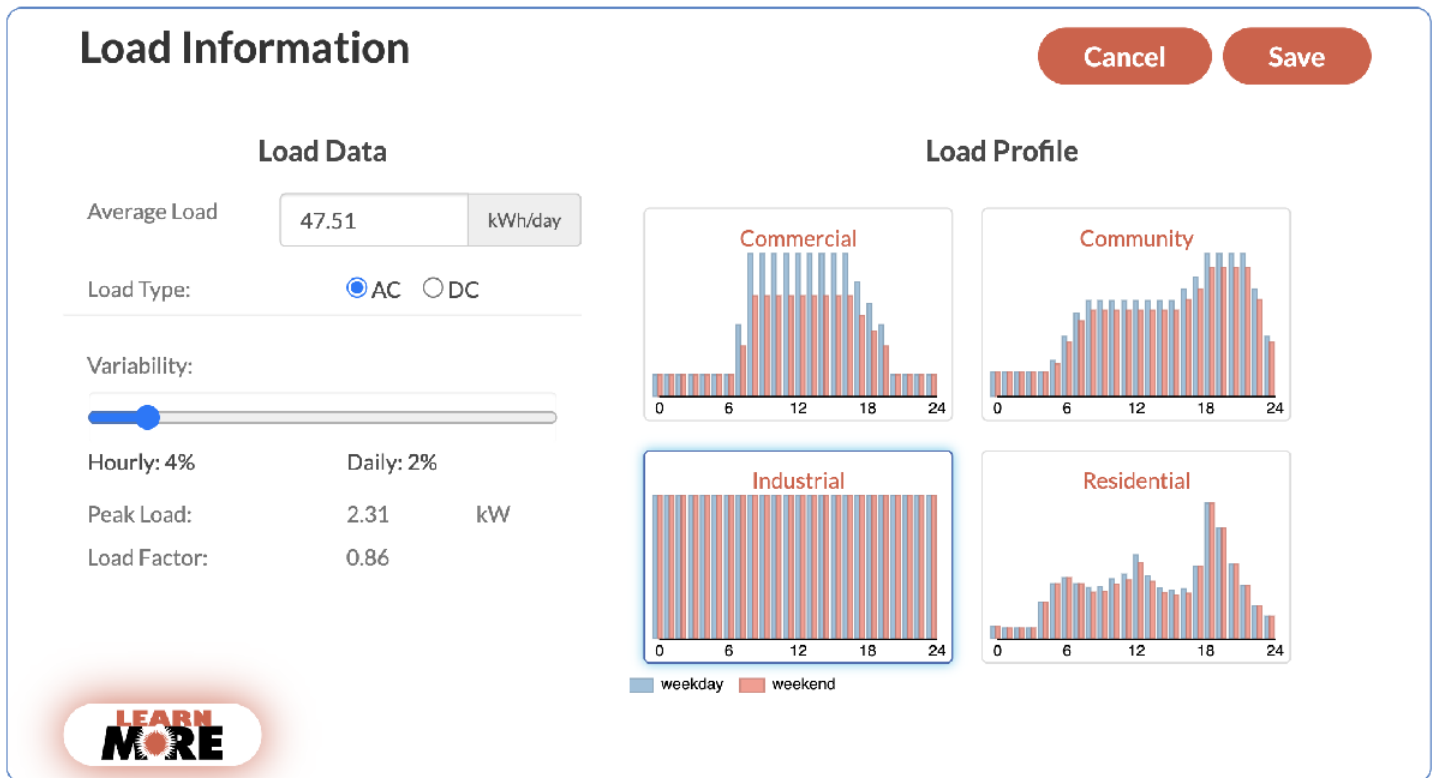 Load Information
Cancel
Save
Load Data
Average Load 47.51 kWh/day
Load Type: AC DC
Variability:
Hourly: 4% Daily: 2%
Peak Load: 2.31 kW
Load Factor: 0.86
LEARN
MORE
Load Profile
Commercial
0 6 12 18 24
Community
0 6 12 18 24
Industrial
0 6 12 18 24
Residential
0 6 12 18 24
weekday weekend